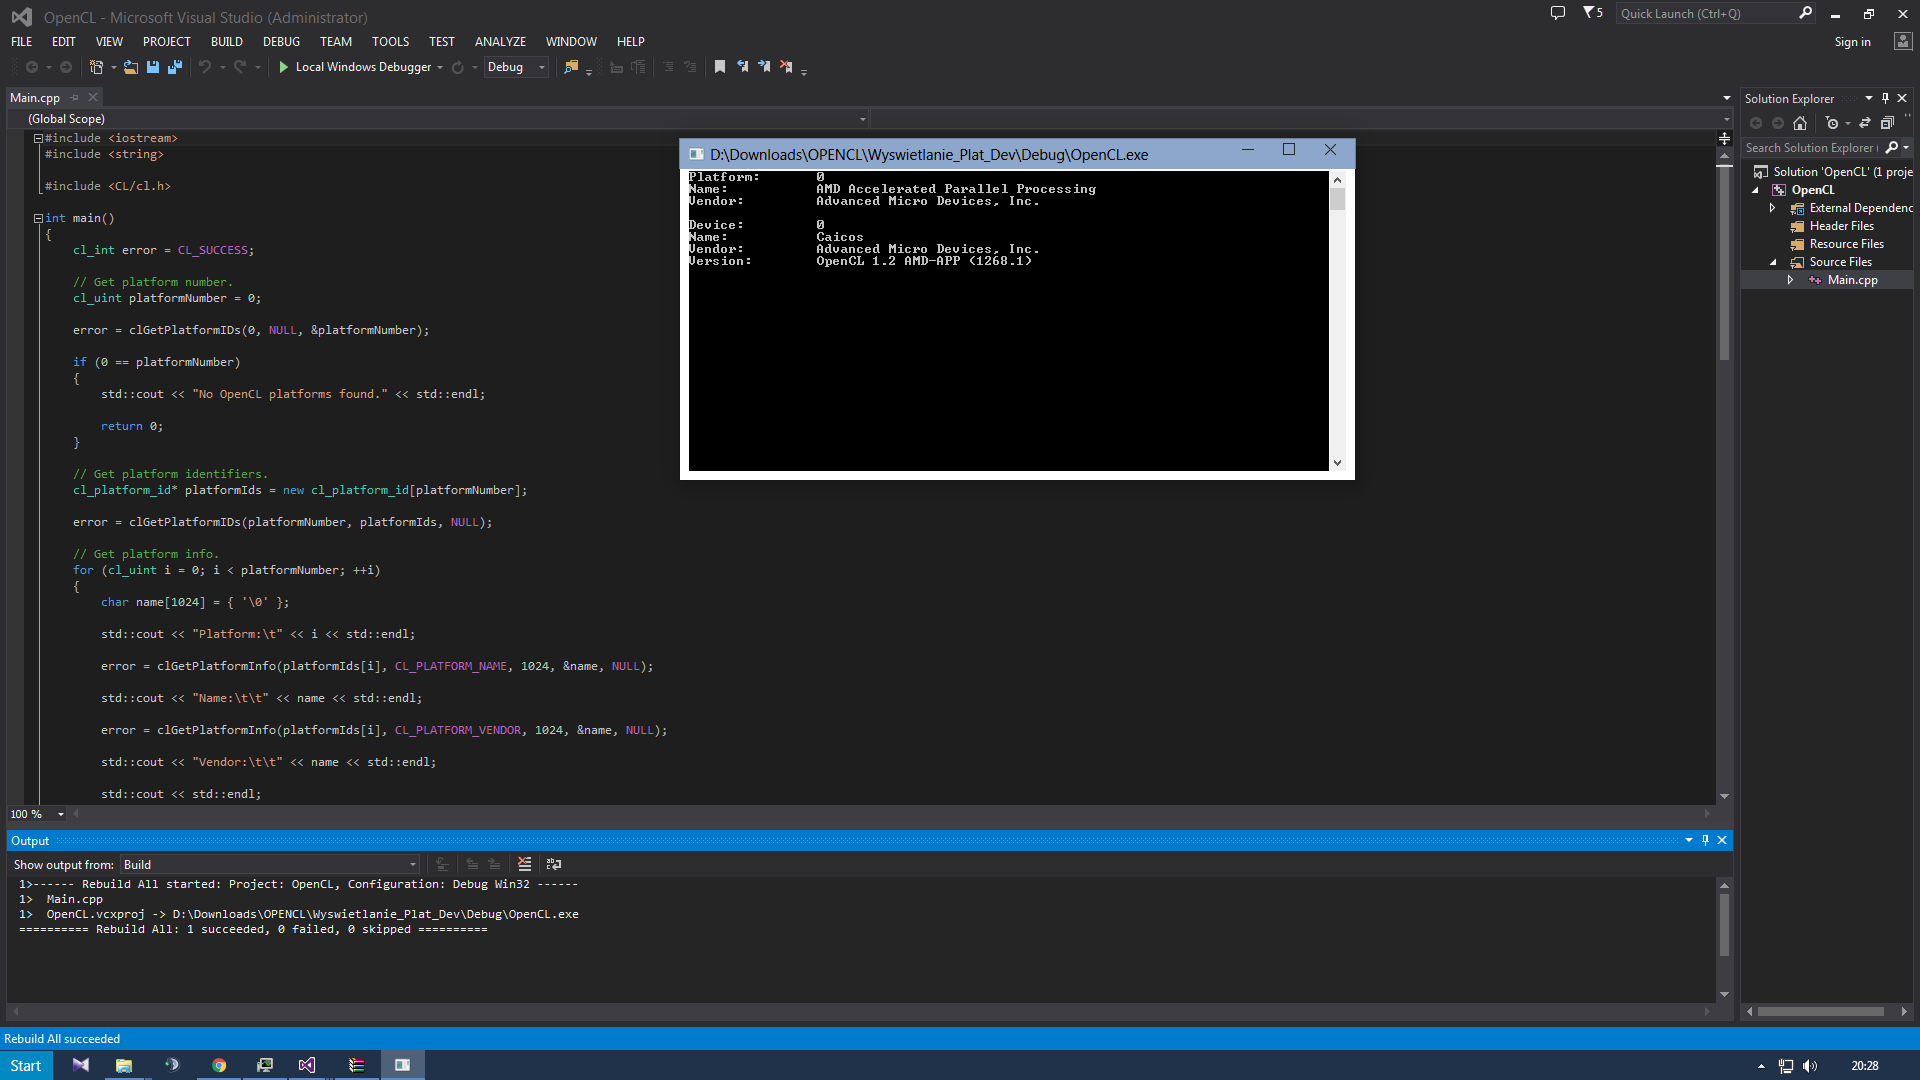 OpenCL - Microsoft Visual Studio (Administrator)
5
Quick Launch (Ctrl+Q)
FILE EDIT VIEW PROJECT BUILD DEBUG TEAM TOOLS TEST ANALYZE WINDOW HELP
Sign in
Local Windows Debugger
Debug
Main.cpp
(Global Scope)
#include <iostream>
#include <string>
#include <CL/cl.h>
int main()
{
cl_int error = CL_SUCCESS;
// Get platform number.
cl_uint platformNumber = 0;
error = clGetPlatformIDs(0, NULL, &platformNumber);
if (0 == platformNumber)
{
std::cout << "No OpenCL platforms found." << std::endl;
return 0;
}
// Get platform identifiers.
cl_platform_id* platformIds = new cl_platform_id[platformNumber];
error = clGetPlatformIDs(platformNumber, platformIds, NULL);
// Get platform info.
for (cl_uint i = 0; i < platformNumber; ++i)
{
char name[1024] = { '\0' };
std::cout << "Platform:\t" << i << std::endl;
error = clGetPlatformInfo(platformIds[i], CL_PLATFORM_NAME, 1024, &name, NULL);
std::cout << "Name:\t\t" << name << std::endl;
error = clGetPlatformInfo(platformIds[i], CL_PLATFORM_VENDOR, 1024, &name, NULL);
std::cout << "Vendor:\t\t" << name << std::endl;
std::cout << std::endl;
100 %
D:\Downloads\OPENCL\Wyswietlanie_Plat_Dev\Debug\OpenCL.exe
Platform: 0
Name: AMD Accelerated Parallel Processing
Vendor: Advanced Micro Devices, Inc.
Device: 0
Name: Caicos
Vendor: Advanced Micro Devices, Inc.
Version: OpenCL 1.2 AMD-APP (1268.1)
Solution Explorer
Search Solution Explorer (
Solution 'OpenCL' (1 proje
OpenCL
External Dependenc
Header Files
Resource Files
Source Files
Main.cpp
Output
Show output from: Build
1>------ Rebuild All started: Project: OpenCL, Configuration: Debug Win32 ------
1> Main.cpp
1> OpenCL.vcxproj -> D:\Downloads\OPENCL\Wyswietlanie_Plat_Dev\Debug\OpenCL.exe
========== Rebuild All: 1 succeeded, 0 failed, 0 skipped ==========
Rebuild All succeeded
Start
20:28